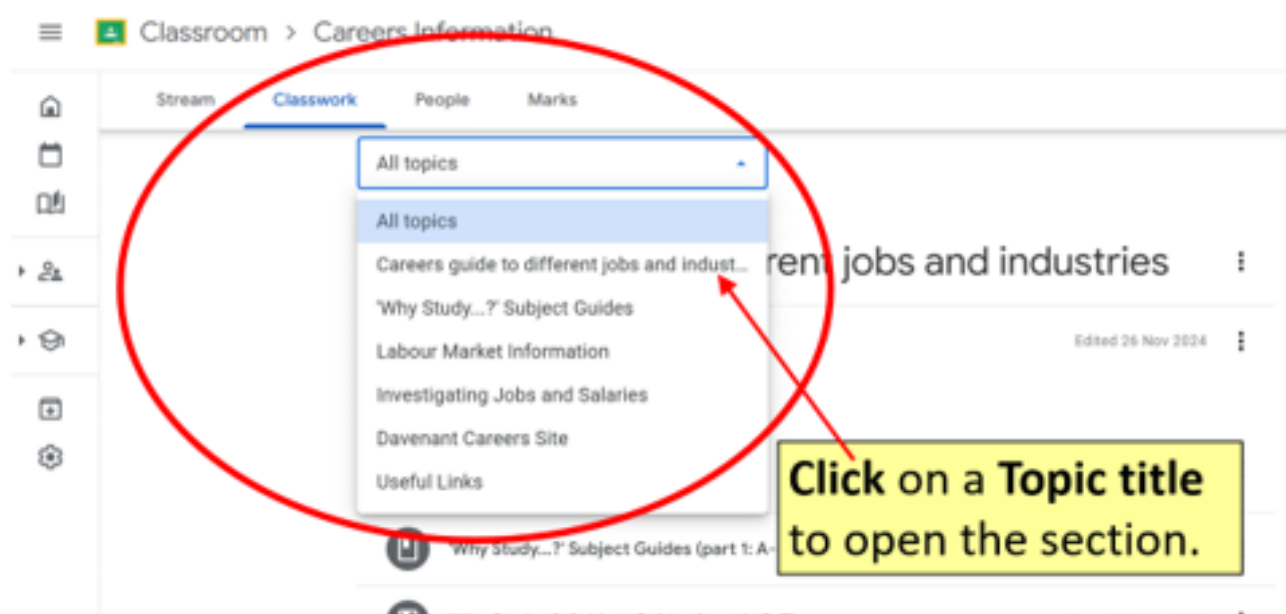 Classroom > Careers Information
Stream Classwork People Marks
All topics
All topics
Careers guide to different jobs and indust...
rent jobs and industries
'Why Study...?' Subject Guides
Labour Market Information
Edited 26 Nov 2024
Investigating Jobs and Salaries
Davenant Careers Site
Useful Links
Click on a Topic title
to open the section.
'Why Study...?' Subject Guides (part 1: A-